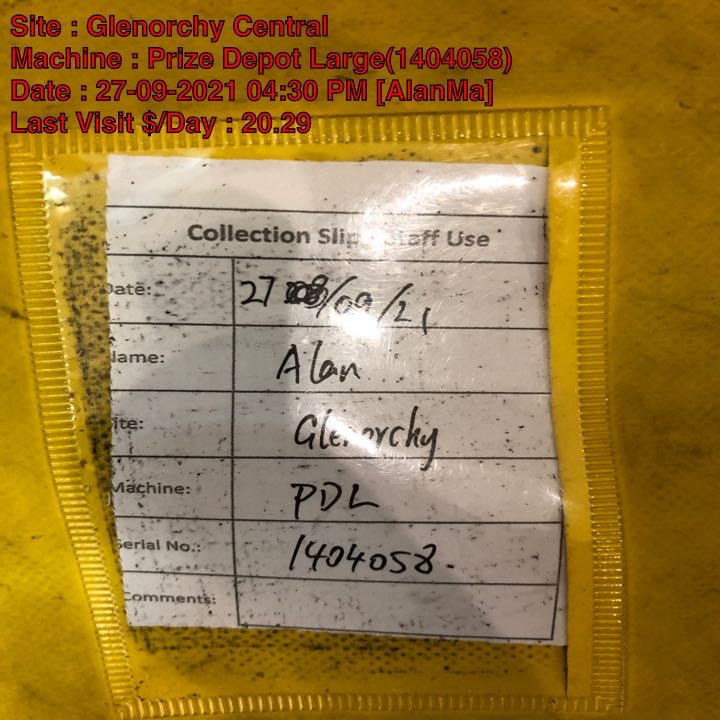 Site : Glenorchy Central
Machine : Prize Depot Large(1404058)
Date : 27-09-2021 04:30 PM [AlanMa]
Last Visit $/Day : 20.29
Collection Slip Staff Use
Date: 27 /09/21
Name: Alan
Site: Glenorchy
Machine: PDL
Serial No.: 1404058.
Comments: